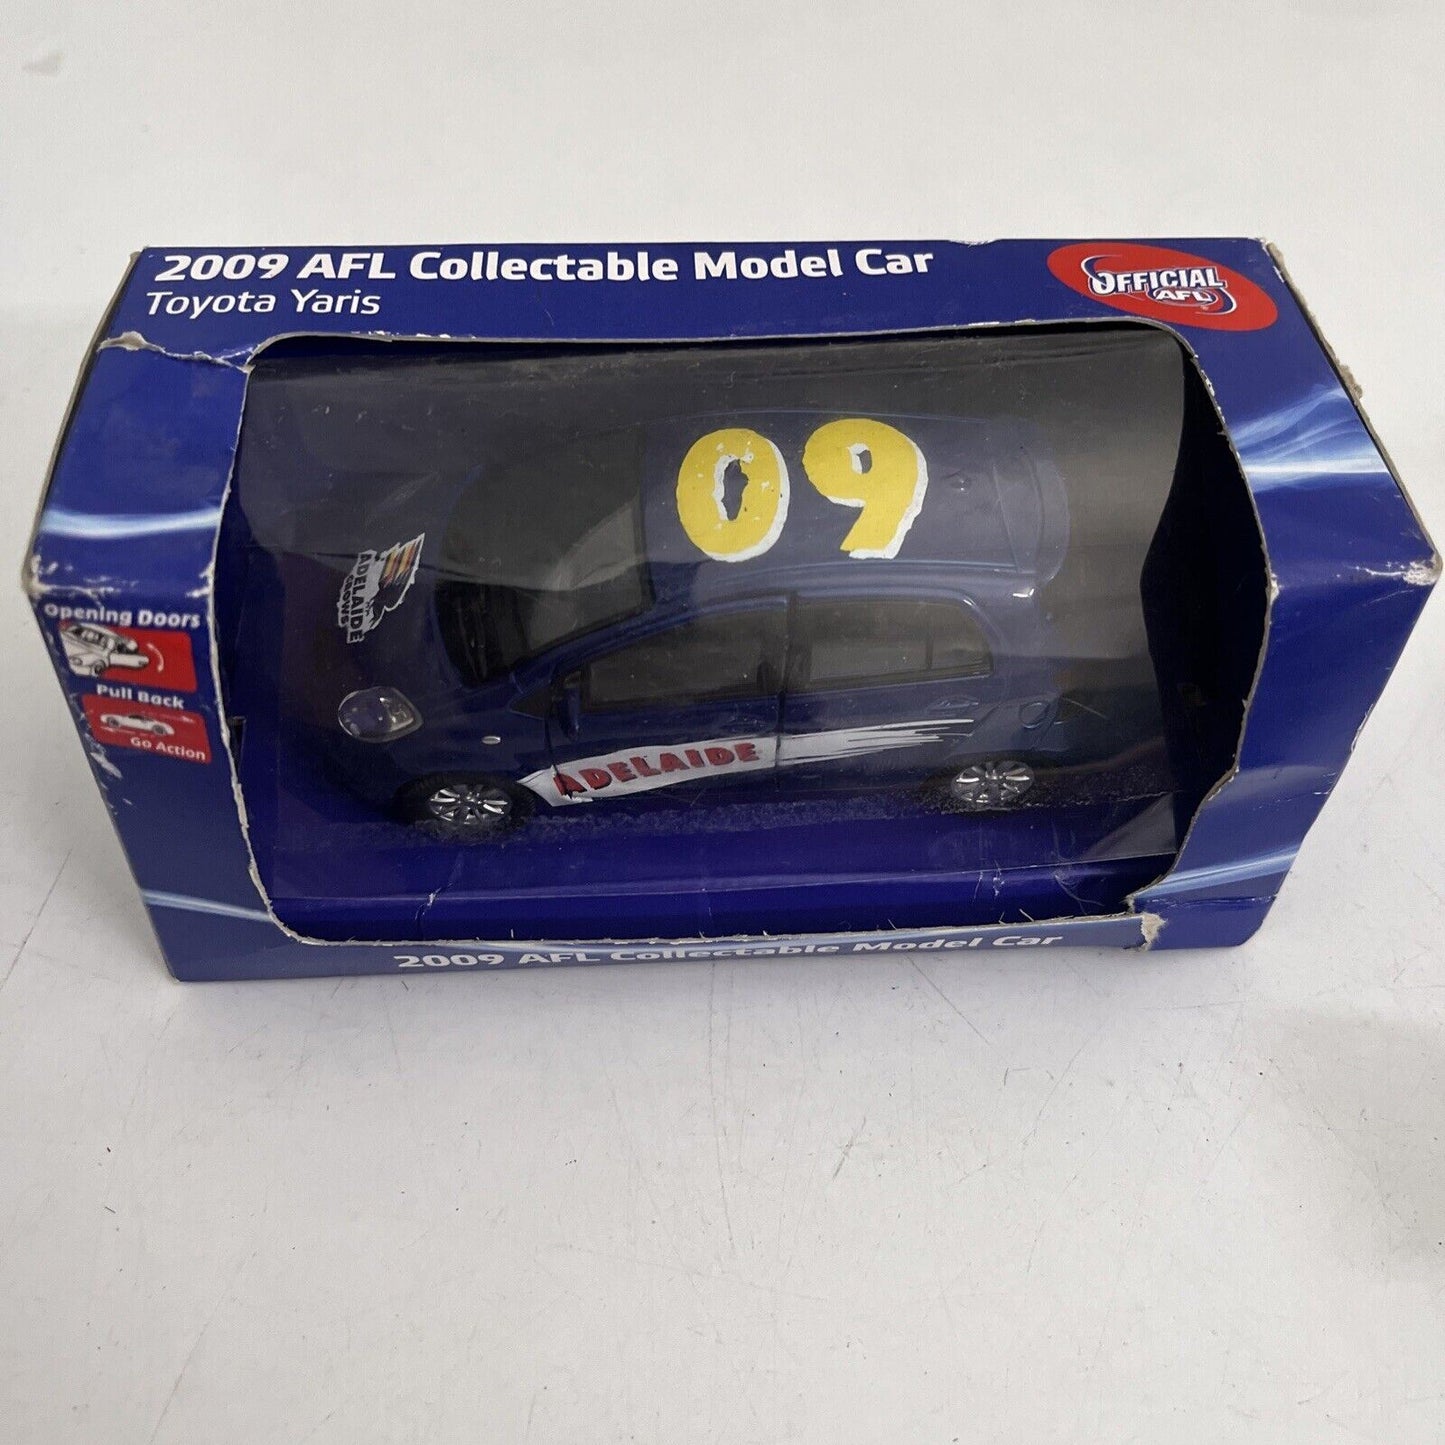 2009 AFL Collectable Model Car
Toyota Yaris
OFFICIAL
AFL
09
ADELAIDE
CROWS
Opening Doors
Pull Back
Go Action
ADELAIDE
2009 AFL Collectable Model Car